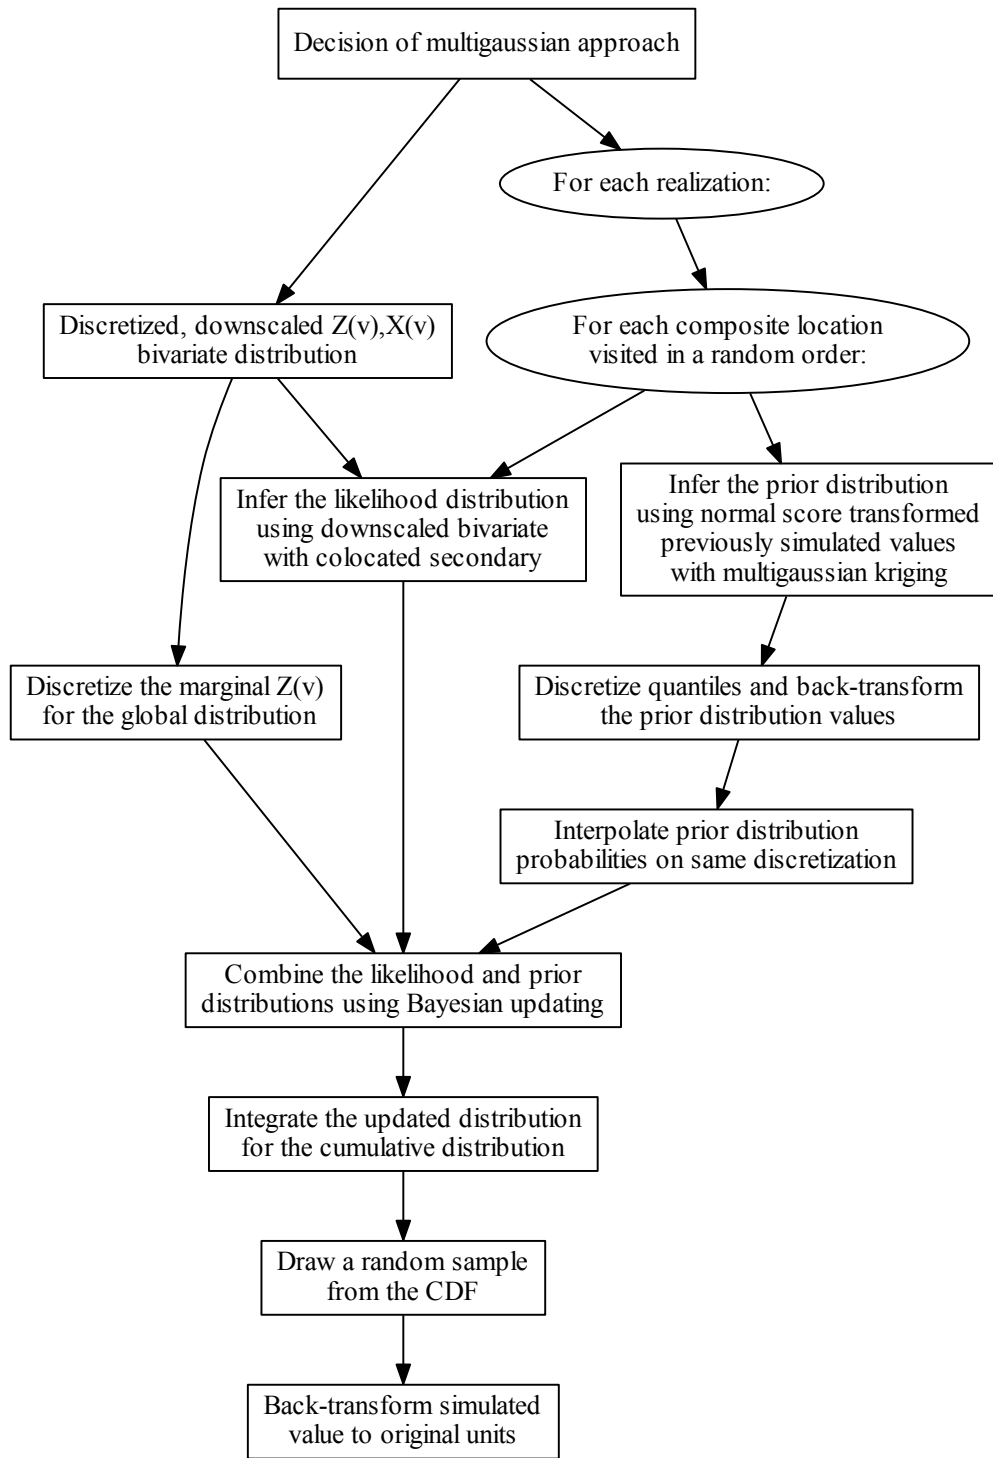 Decision of multigaussian approach
For each realization:
Discretized, downscaled Z(v),X(v)
bivariate distribution
For each composite location
visited in a random order:
Infer the likelihood distribution
using downscaled bivariate
with colocated secondary
Infer the prior distribution
using normal score transformed
previously simulated values
with multigaussian kriging
Discretize the marginal Z(v)
for the global distribution
Discretize quantiles and back-transform
the prior distribution values
Interpolate prior distribution
probabilities on same discretization
Combine the likelihood and prior
distributions using Bayesian updating
Integrate the updated distribution
for the cumulative distribution
Draw a random sample
from the CDF
Back-transform simulated
value to original units